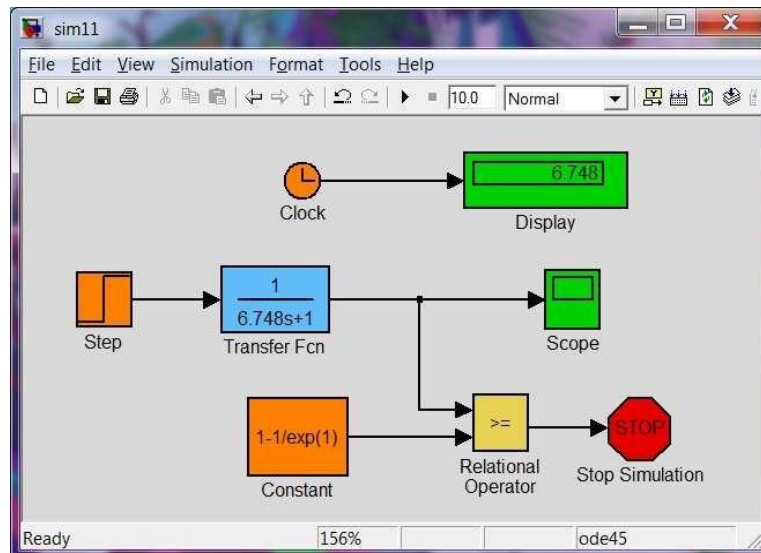 sim11
File Edit View Simulation Format Tools Help
10.0 Normal
6.748
Clock
Display
1
6.748s+1
Step
Transfer Fcn
Scope
1-1/exp(1)
>=
STOP
Constant
Relational
Operator
Stop Simulation
Ready 156% ode45